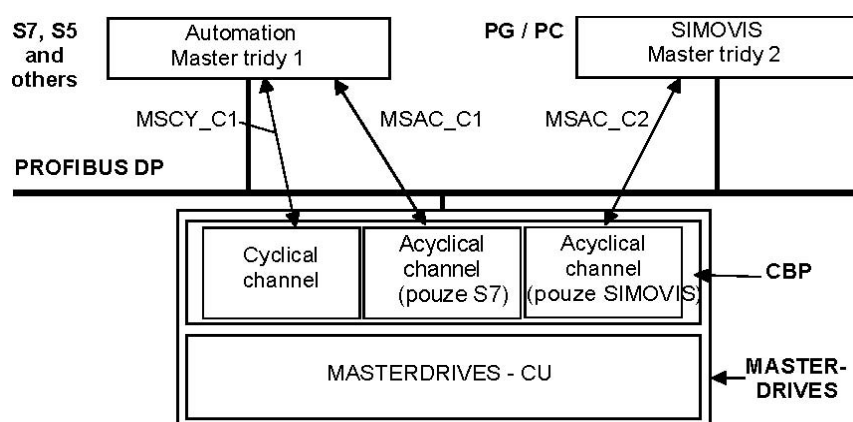 S7, S5
and
others
Automation
Master tridy 1
PG / PC
SIMOVIS
Master tridy 2
MSCY_C1
MSAC_C1
MSAC_C2
PROFIBUS DP
Cyclical
channel
Acyclical
channel
(pouze S7)
Acyclical
channel
(pouze SIMOVIS)
CBP
MASTERDRIVES - CU
MASTER-
DRIVES